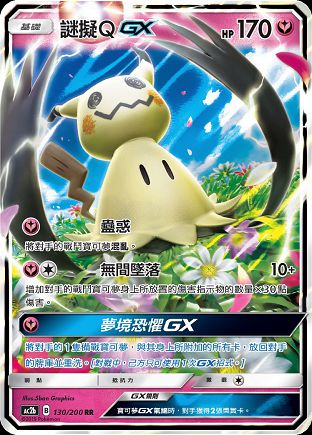 基礎 謎擬Q GX HP 170
蠱惑
將對手的戰鬥寶可夢混亂。
無間墜落 10+
增加對手的戰鬥寶可夢身上所放置的傷害指示物的數量×30點
傷害。
夢境恐懼GX
將對手的1隻備戰寶可夢,與其身上所附加的所有卡,放回對手
的牌庫並重洗。[對戰中,己方只可使用1次GX招式。]
弱點 抵抗力
Illus.5ban Graphics GX規則
AC2b B 130/200 RR 寶可夢GX氣絕時,對手獲得2張獎賞卡。